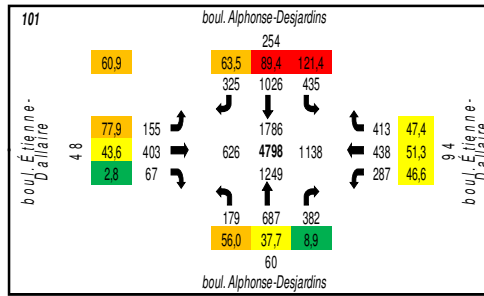 101 boul. Alphonse-Desjardins
254
60,9 63,5 89,4 121,4
325 1026 435
77,9 155 1786 413 47,4
boul. Étienne-Dallaire
48
43,6 403 626 4798 1138 438 51,3
94
boul. Étienne-Dallaire
2,8 67 1249 287 46,6
179 687 382
56,0 37,7 8,9
60
boul. Alphonse-Desjardins